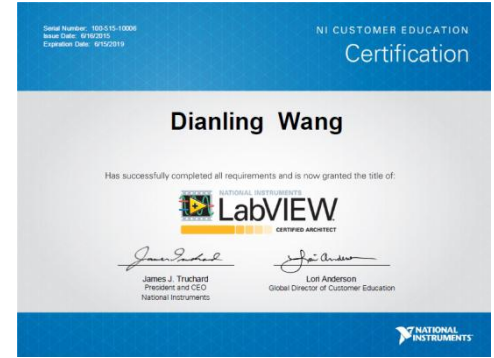 Serial Number: 100-515-10006
Issue Date: 6/16/2015
Expiration Date: 6/15/2019
NI CUSTOMER EDUCATION
Certification
Dianling Wang
Has successfully completed all requirements and is now granted the title of:
NATIONAL INSTRUMENTS
LabVIEW
CERTIFIED ARCHITECT
James J. Truchard
President and CEO
National Instruments
Lori Anderson
Global Director of Customer Education
NATIONAL
INSTRUMENTS